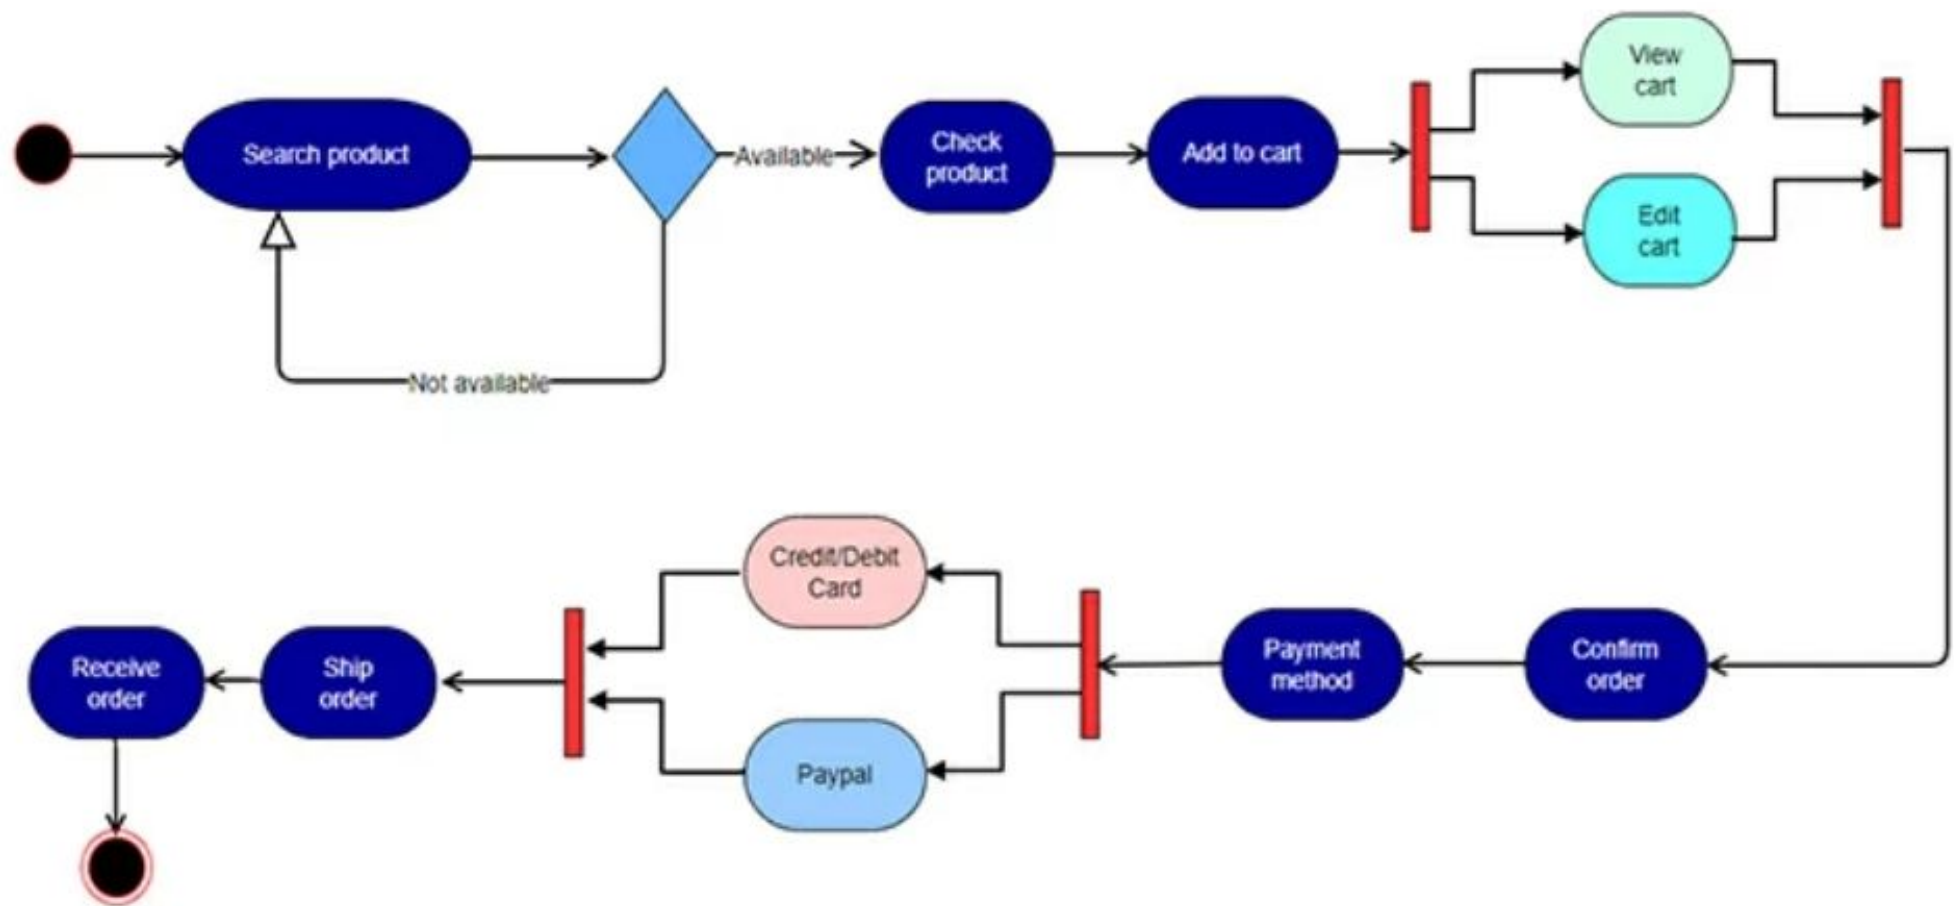 Search product
Available
Check
product
Add to cart
View
cart
Edit
cart
Not available
Credit/Debit
Card
Paypal
Payment
method
Confirm
order
Ship
order
Receive
order